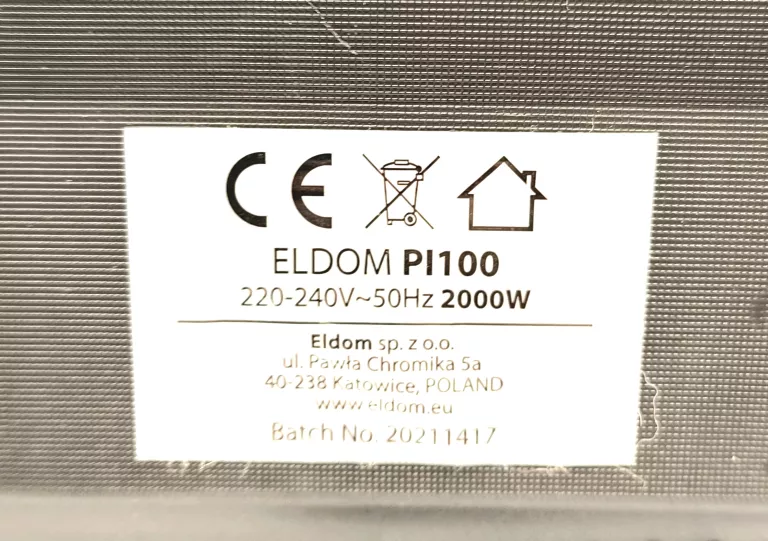 CE
ELDOM PI100
220-240V~50Hz 2000W
Eldom sp. z o.o.
ul. Pawła Chromika 5a
40-238 Katowice, POLAND
www.eldom.eu
Batch No. 20211417